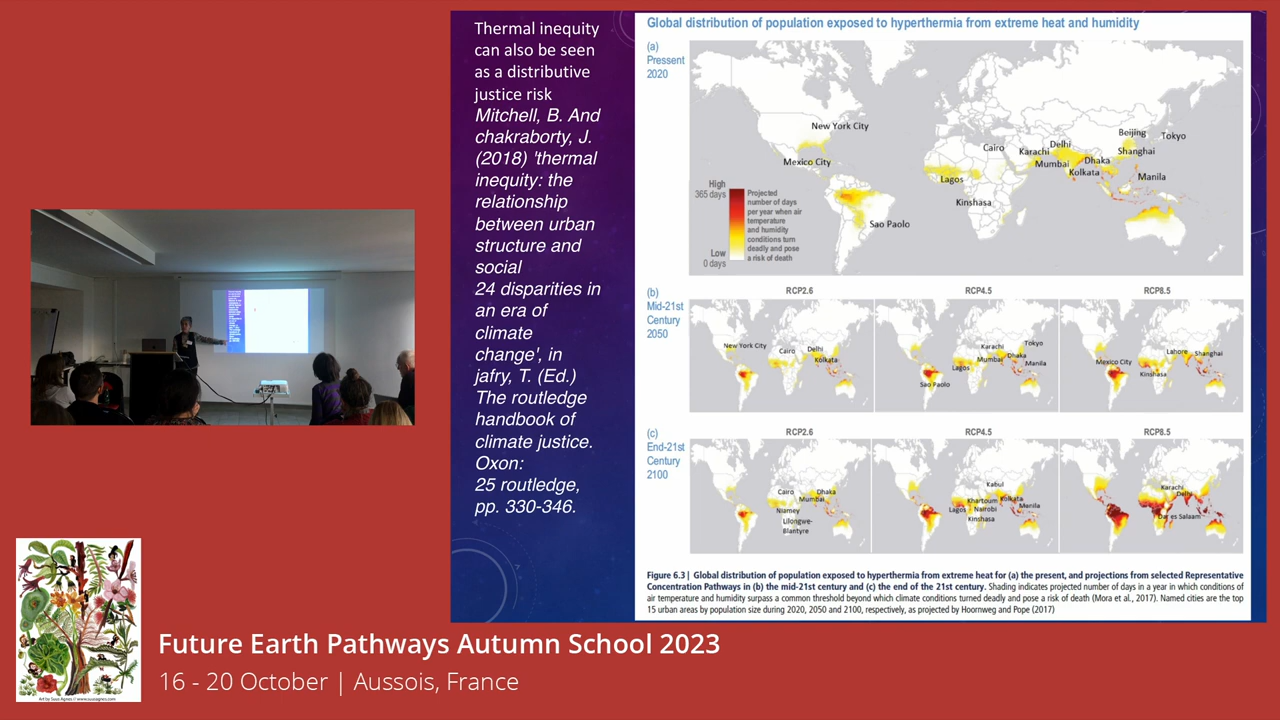 Thermal inequity
can also be seen
as a distributive
justice risk
Mitchell, B. And
chakraborty, J.
(2018) 'thermal
inequity: the
relationship
between urban
structure and
social
24 disparities in
an era of
climate
change', in
jafry, T. (Ed.)
The routledge
handbook of
climate justice.
Oxon:
25 routledge,
pp. 330-346.
Global distribution of population exposed to hyperthermia from extreme heat and humidity
(a)
Pressent
2020
New York City
Mexico City
Sao Paolo
Lagos
Cairo
Kinshasa
Karachi
Delhi
Mumbai
Dhaka
Kolkata
Beijing
Shanghai
Tokyo
Manila
High
365 days
Low
0 days
Projected
number of days
per year when air
temperature
and humidity
conditions turn
deadly and pose
a risk of death
(b)
Mid-21st
Century
2050
RCP2.6
New York City
Cairo
Delhi
Kolkata
RCP4.5
Sao Paolo
Lagos
Karachi
Mumbai
Dhaka
Tokyo
Manila
RCP8.5
Mexico City
Kinshasa
Lahore
Shanghai
(c)
End-21st
Century
2100
RCP2.6
Cairo
Mumbai
Dhaka
Niamey
Lilongwe-
Blantyre
RCP4.5
Kabul
Khartoum
Kolkata
Lagos
Nairobi
Manila
Kinshasa
RCP8.5
Karachi
Delhi
Dar es Salaam
Figure 6.3 | Global distribution of population exposed to hyperthermia from extreme heat for (a) the present, and projections from selected Representative
Concentration Pathways in (b) the mid-21st century and (c) the end of the 21st century. Shading indicates projected number of days in a year in which conditions of
air temperature and humidity surpass a common threshold beyond which climate conditions turned deadly and pose a risk of death (Mora et al., 2017). Named cities are the top
15 urban areas by population size during 2020, 2050 and 2100, respectively, as projected by Hoornweg and Pope (2017)
Future Earth Pathways Autumn School 2023
16 - 20 October | Aussois, France